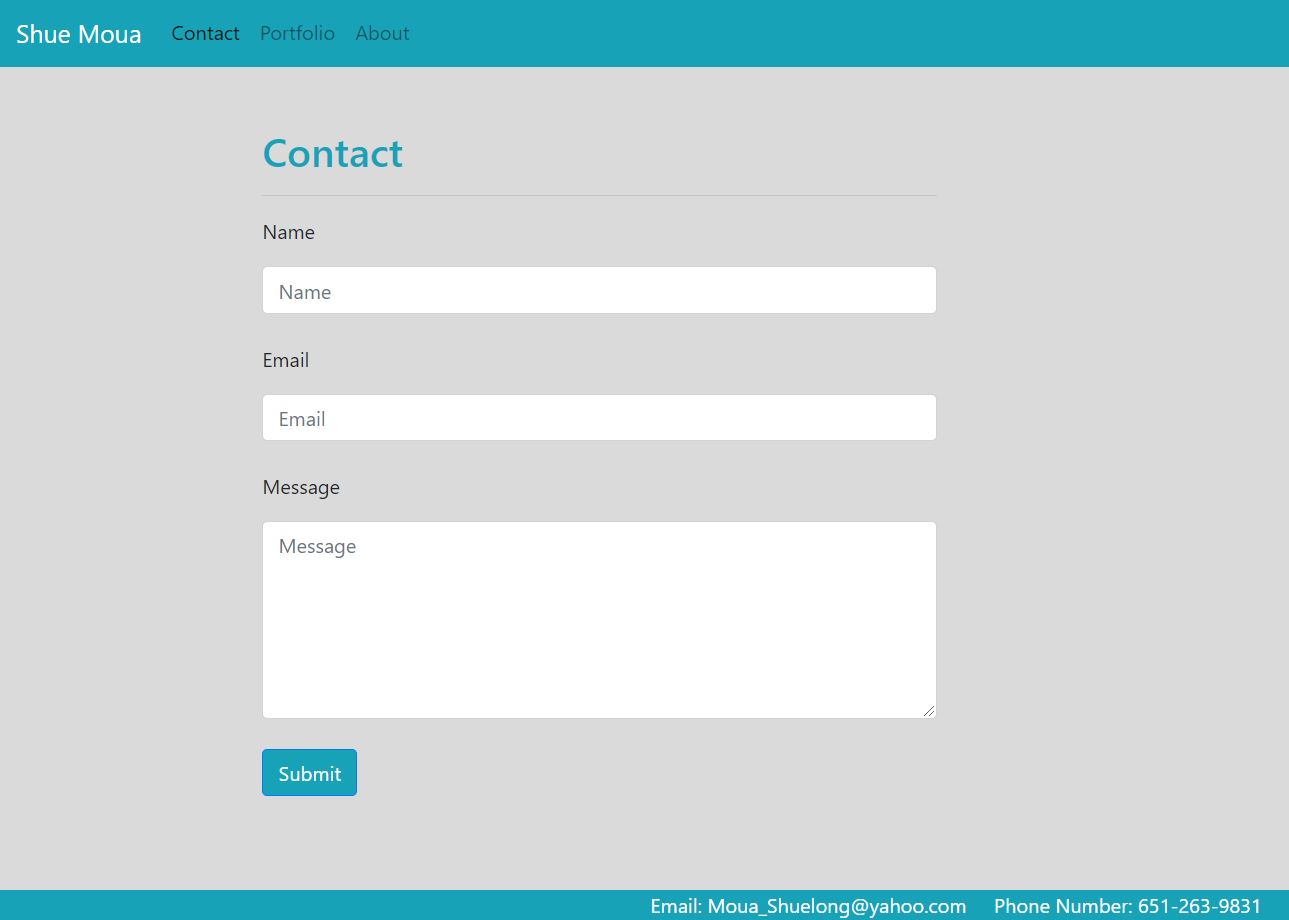 Shue Moua Contact Portfolio About
Contact
Name
Name
Email
Email
Message
Message
Submit
Email: Moua_Shuelong@yahoo.com Phone Number: 651-263-9831